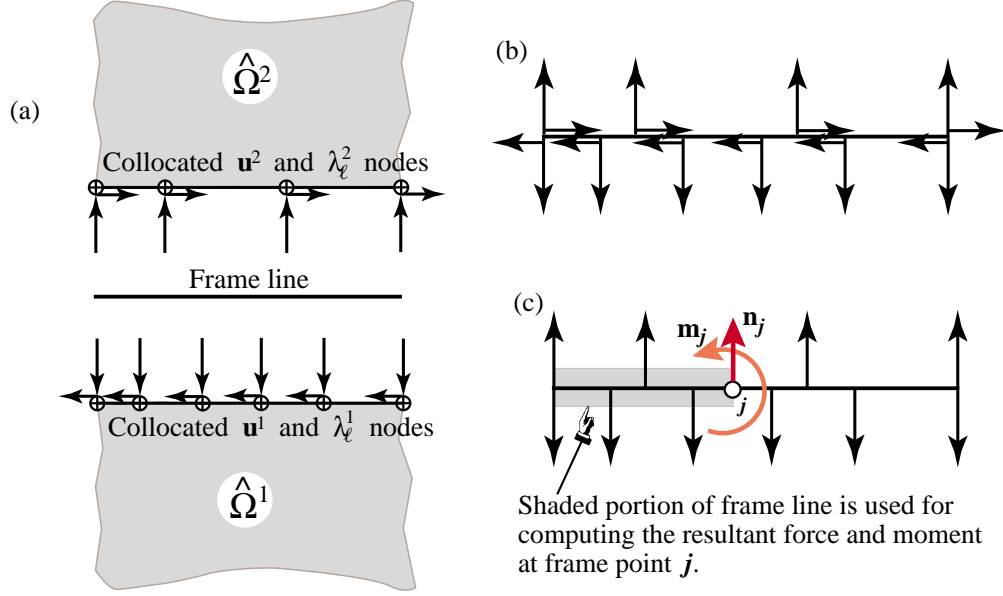 (a)
Ω̂²
Collocated u² and λℓ² nodes
Frame line
Collocated u¹ and λℓ¹ nodes
Ω̂¹
(b)
(c)
mⱼ
nⱼ
j
Shaded portion of frame line is used for
computing the resultant force and moment
at frame point j.